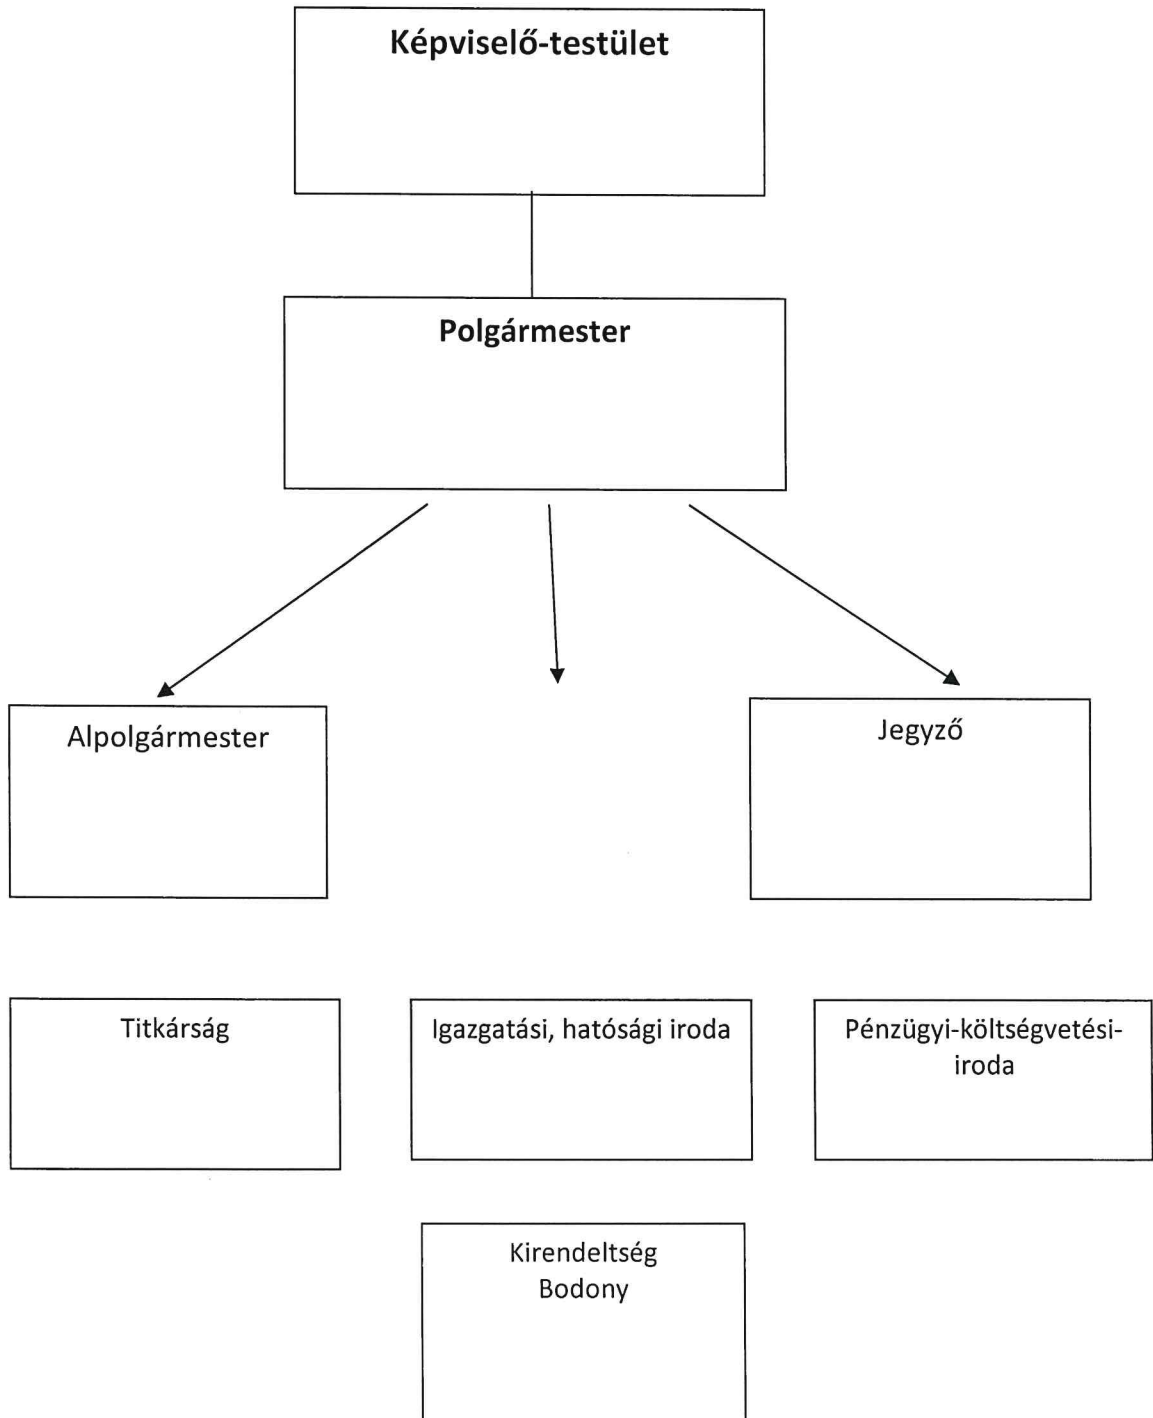 Képviselő-testület
Polgármester
Alpolgármester
Jegyző
Titkárság
Igazgatási, hatósági iroda
Pénzügyi-költségvetési-
iroda
Kirendeltség
Bodony